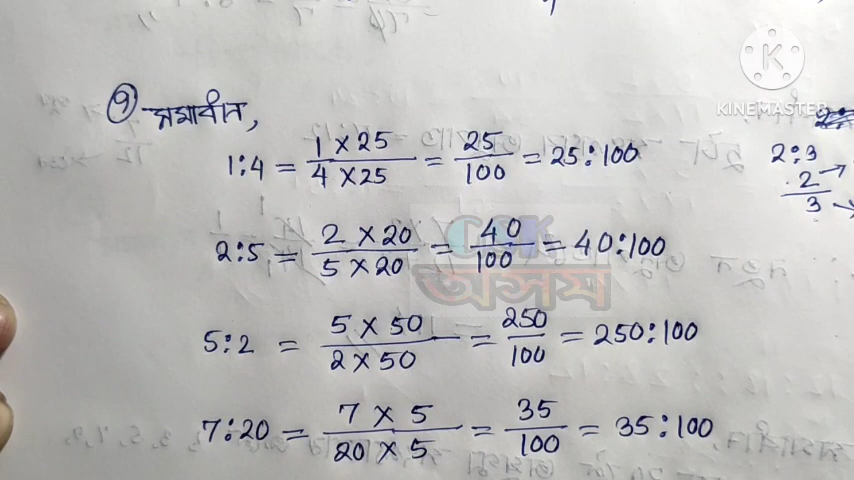 KINEMASTER
(9) সমাধান,
1:4 = 1 × 25 / 4 × 25 = 25 / 100 = 25:100
2:3
2 / 3
2:5 = 2 × 20 / 5 × 20 = 40 / 100 = 40:100
অসম
5:2 = 5 × 50 / 2 × 50 = 250 / 100 = 250:100
7:20 = 7 × 5 / 20 × 5 = 35 / 100 = 35:100